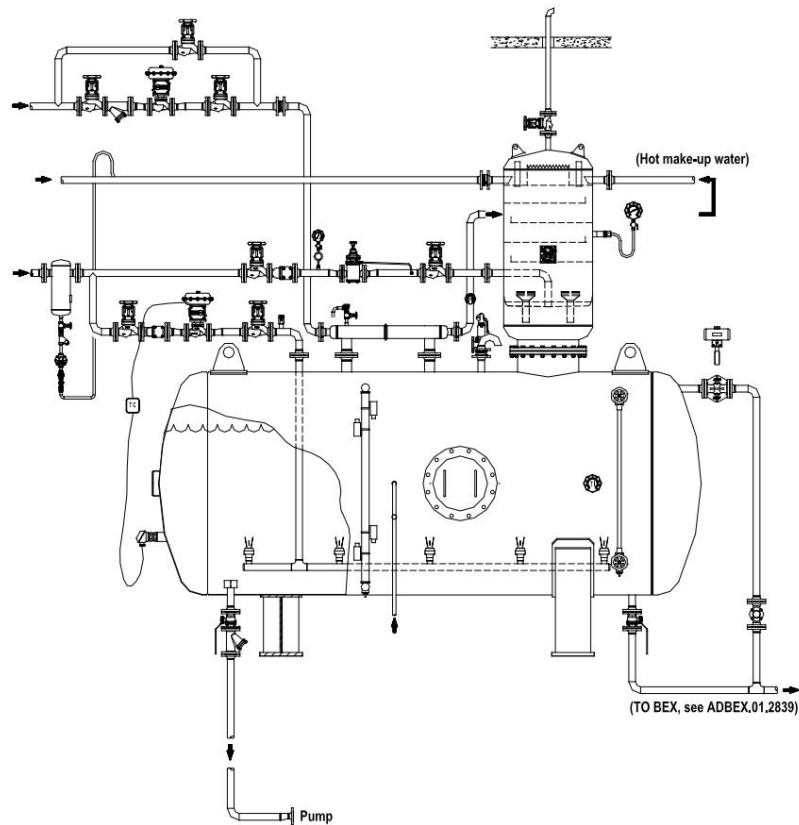 (Hot make-up water)
TC
(TO BEX, see ADBEX.01.2839)
Pump